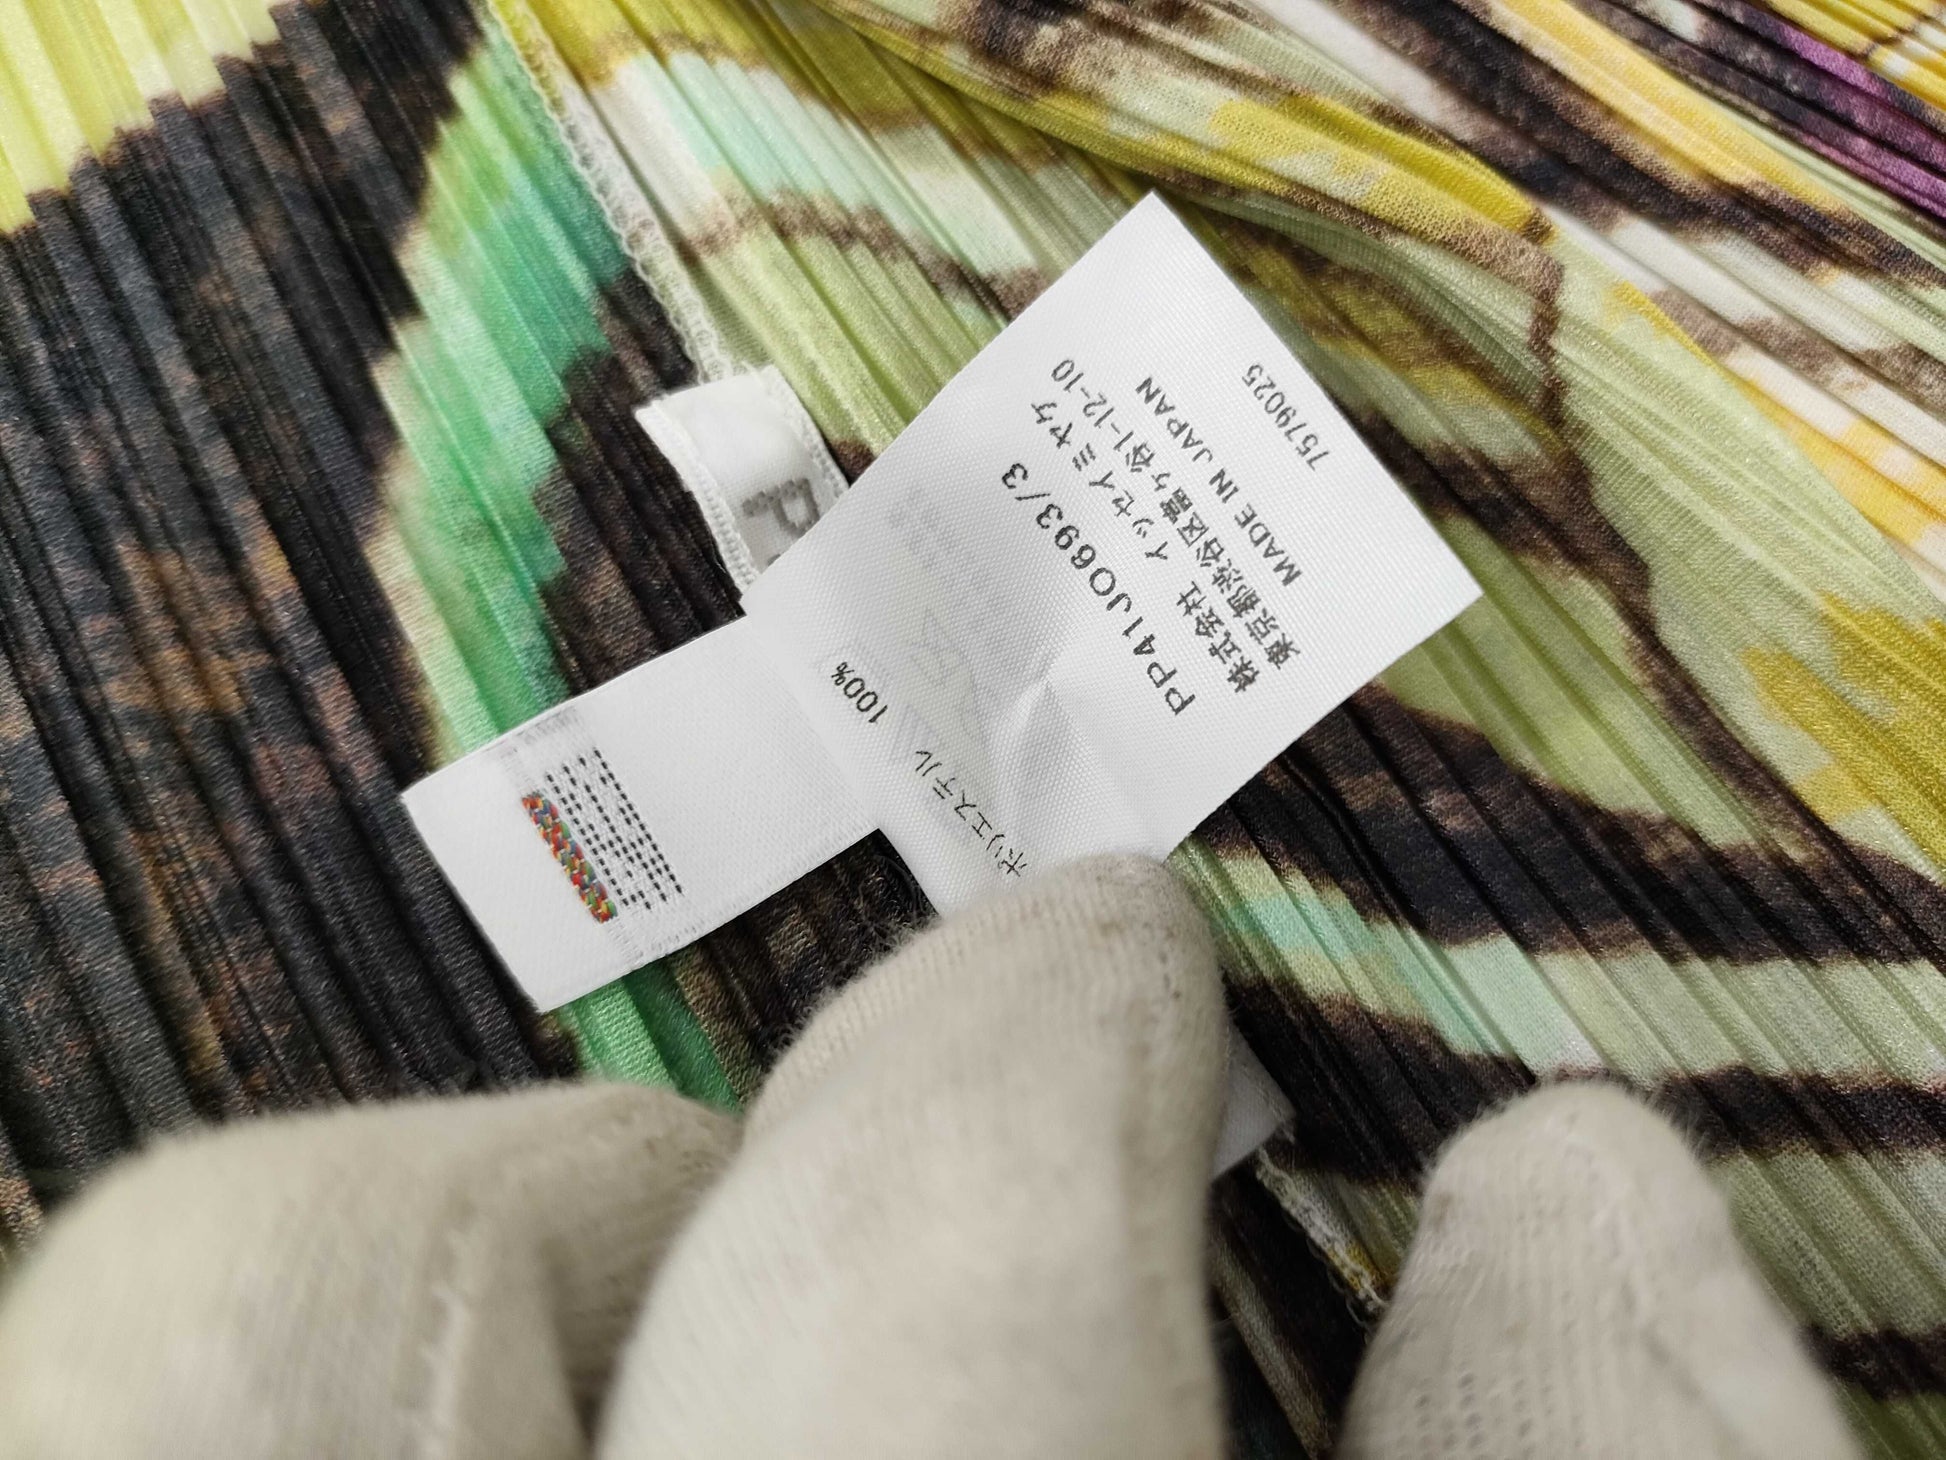 PP41JO693/3
株式会社 イッセイミヤケ
東京都渋谷区富ヶ谷1-12-10
MADE IN JAPAN
7579025
ポリエステル 100%
P